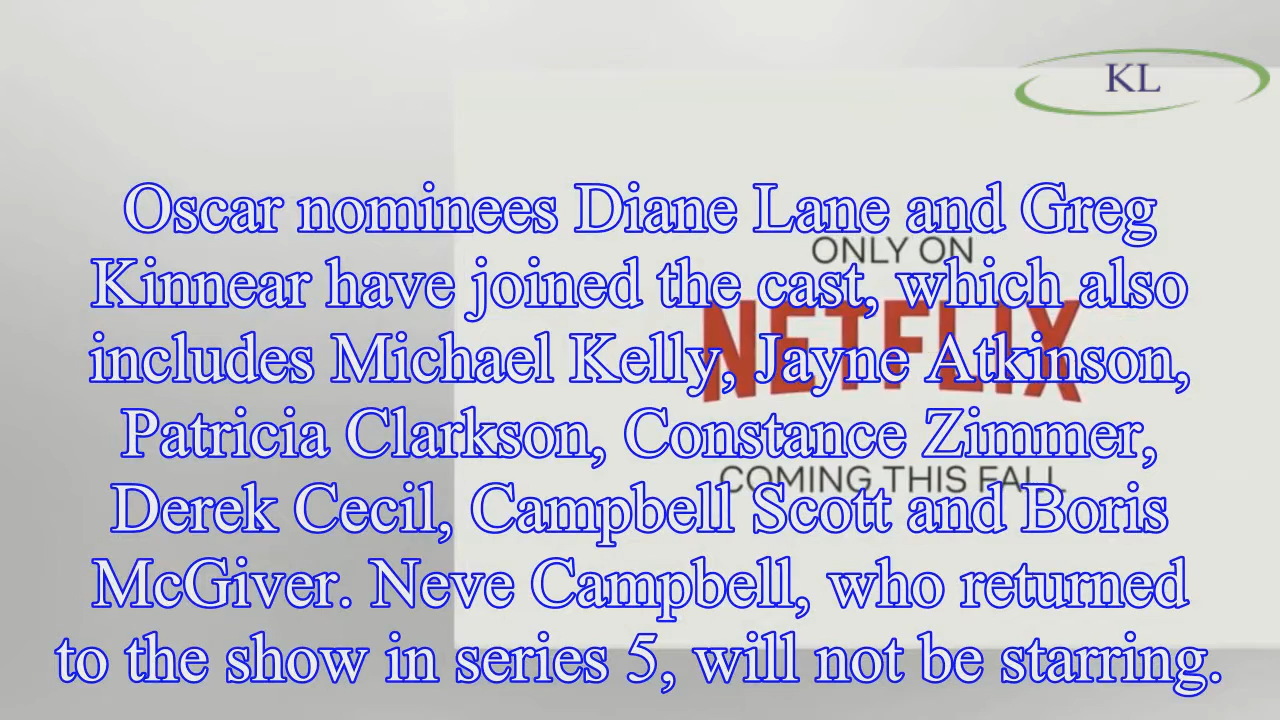 KL
Oscar nominees Diane Lane and Greg
ONLY ON
Kinnear have joined the cast, which also
NETFLIX
includes Michael Kelly, Jayne Atkinson,
Patricia Clarkson, Constance Zimmer,
COMING THIS FALL
Derek Cecil, Campbell Scott and Boris
McGiver. Neve Campbell, who returned
to the show in series 5, will not be starring.